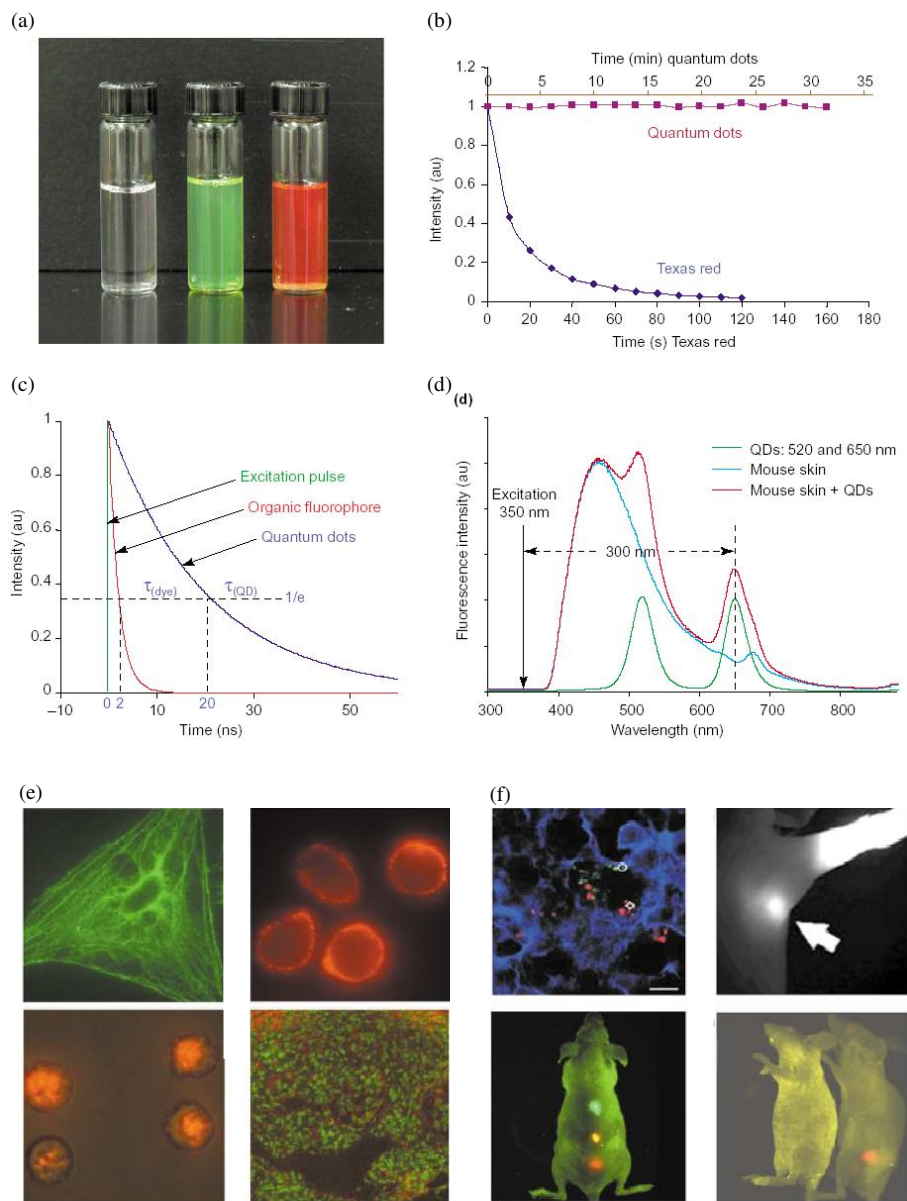 (a)
(b)
Time (min) quantum dots
0 5 10 15 20 25 30 35
1.2
1
0.8
0.6
0.4
0.2
0
Intensity (au)
Quantum dots
Texas red
0 20 40 60 80 100 120 140 160 180
Time (s) Texas red
(c)
1
0.8
0.6
0.4
0.2
0
Intensity (au)
Excitation pulse
Organic fluorophore
Quantum dots
τ(dye) τ(QD) 1/e
−10 0 2 10 20 30 50
Time (ns)
(d)
(d)
Fluorescence intensity (au)
QDs: 520 and 650 nm
Mouse skin
Mouse skin + QDs
Excitation
350 nm
300 nm
300 400 500 600 700 800
Wavelength (nm)
(e)
(f)